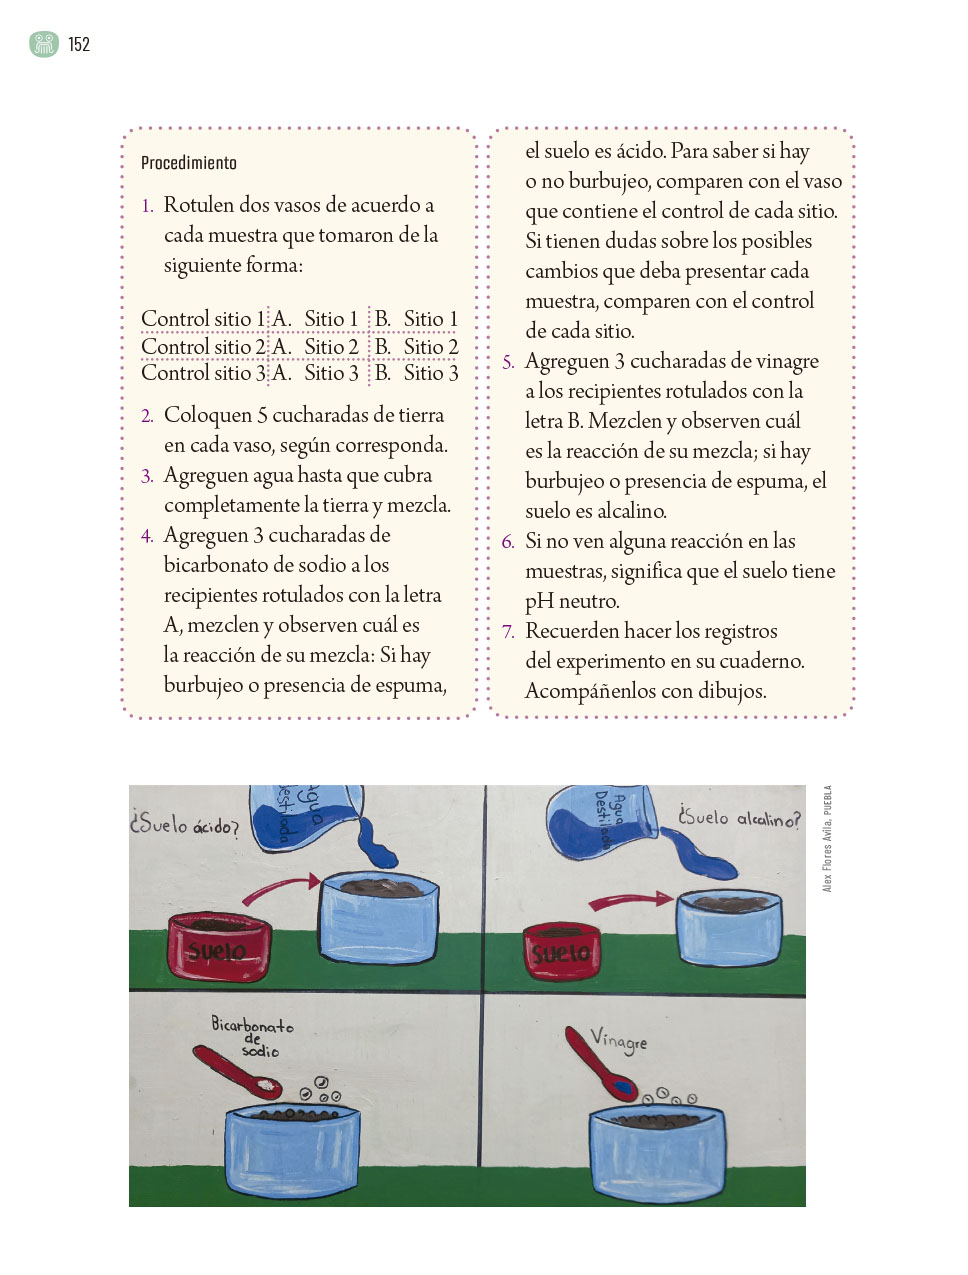 152
Procedimiento
1. Rotulen dos vasos de acuerdo a
cada muestra que tomaron de la
siguiente forma:
Control sitio 1 A. Sitio 1 B. Sitio 1
Control sitio 2 A. Sitio 2 B. Sitio 2
Control sitio 3 A. Sitio 3 B. Sitio 3
2. Coloquen 5 cucharadas de tierra
en cada vaso, según corresponda.
3. Agreguen agua hasta que cubra
completamente la tierra y mezcla.
4. Agreguen 3 cucharadas de
bicarbonato de sodio a los
recipientes rotulados con la letra
A, mezclen y observen cuál es
la reacción de su mezcla: Si hay
burbujeo o presencia de espuma,
el suelo es ácido. Para saber si hay
o no burbujeo, comparen con el vaso
que contiene el control de cada sitio.
Si tienen dudas sobre los posibles
cambios que deba presentar cada
muestra, comparen con el control
de cada sitio.
5. Agreguen 3 cucharadas de vinagre
a los recipientes rotulados con la
letra B. Mezclen y observen cuál
es la reacción de su mezcla; si hay
burbujeo o presencia de espuma, el
suelo es alcalino.
6. Si no ven alguna reacción en las
muestras, significa que el suelo tiene
pH neutro.
7. Recuerden hacer los registros
del experimento en su cuaderno.
Acompáñenlos con dibujos.
¿Suelo ácido?
Agua
Destilada
suelo
Agua
Destilada
¿Suelo alcalino?
suelo
Bicarbonato
de
sodio
Vinagre
Alex Flores Avila, PUEBLA